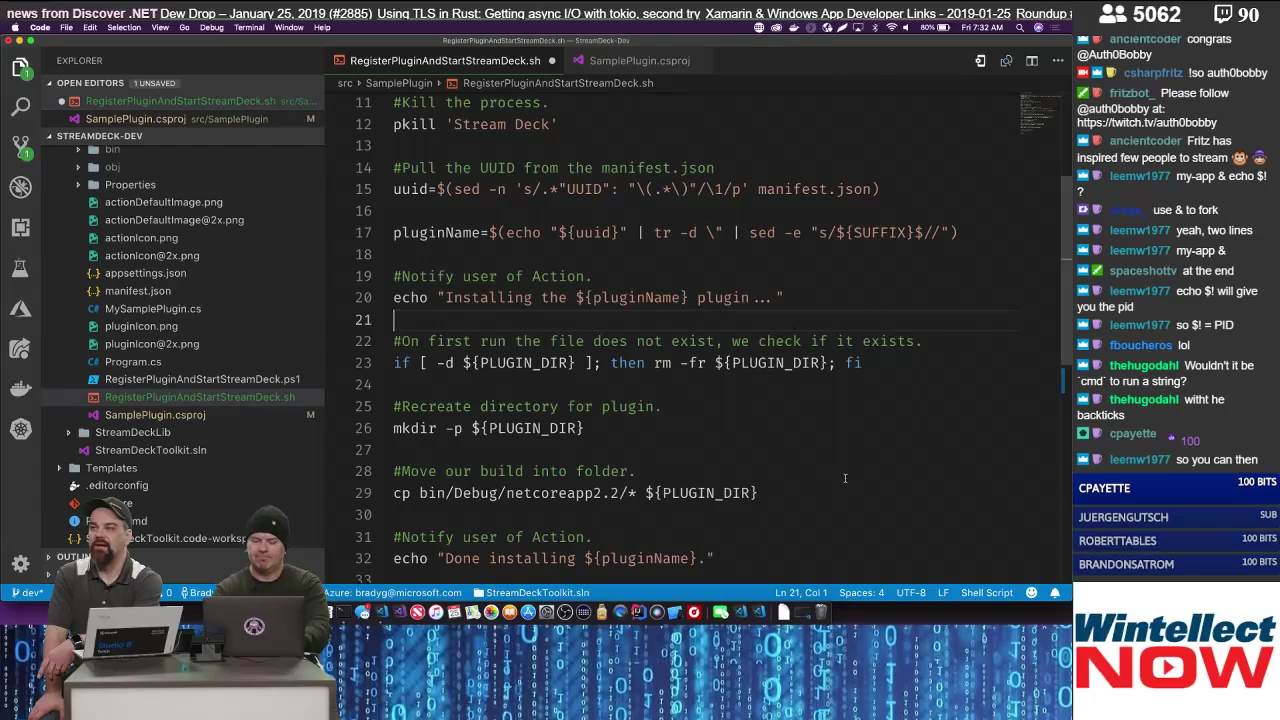 news from Discover .NET Dew Drop – January 25, 2019 (#2885) Using TLS in Rust: Getting async I/O with tokio, second try Xamarin & Windows App Developer Links - 2019-01-25 Roundup #
5062
90
Code File Edit Selection View Go Debug Terminal Window Help
80% Fri 7:32 AM
RegisterPluginAndStartStreamDeck.sh — StreamDeck-Dev
EXPLORER
OPEN EDITORS 1 UNSAVED
RegisterPluginAndStartStreamDeck.sh src/Sa...
SamplePlugin.csproj src/SamplePlugin M
STREAMDECK-DEV
bin
obj
Properties
actionDefaultImage.png
actionDefaultImage@2x.png
actionIcon.png
actionIcon@2x.png
appsettings.json
manifest.json
MySamplePlugin.cs
pluginIcon.png
pluginIcon@2x.png
Program.cs
RegisterPluginAndStartStreamDeck.ps1
RegisterPluginAndStartStreamDeck.sh
SamplePlugin.csproj M
StreamDeckLib
StreamDeckToolkit.sln
Templates
.editorconfig
RegisterPluginAndStartStreamDeck.sh
SamplePlugin.csproj
src SamplePlugin RegisterPluginAndStartStreamDeck.sh
11 #Kill the process.
12 pkill 'Stream Deck'
13
14 #Pull the UUID from the manifest.json
15 uuid=$(sed -n 's/.*"UUID": "\(.*\)"/\1/p' manifest.json)
16
17 pluginName=$(echo "${uuid}" | tr -d \" | sed -e "s/${SUFFIX}$//")
18
19 #Notify user of Action.
20 echo "Installing the ${pluginName} plugin..."
21
22 #On first run the file does not exist, we check if it exists.
23 if [ -d ${PLUGIN_DIR} ]; then rm -fr ${PLUGIN_DIR}; fi
24
25 #Recreate directory for plugin.
26 mkdir -p ${PLUGIN_DIR}
27
28 #Move our build into folder.
29 cp bin/Debug/netcoreapp2.2/* ${PLUGIN_DIR}
30
31 #Notify user of Action.
32 echo "Done installing ${pluginName}."
33
dev* 0 Azure: bradyg@microsoft.com StreamDeckToolkit.sln Ln 21, Col 1 Spaces: 4 UTF-8 LF Shell Script
ancientcoder congrats
@Auth0Bobby
csharpfritz !so auth0bobby
fritzbot_ Please follow
@auth0bobby at:
https://twitch.tv/auth0bobby
ancientcoder Fritz has
inspired few people to stream
leemw1977 my-app & echo $!
?
use & to fork
leemw1977 yeah, two lines
leemw1977 my-app &
spaceshottv at the end
leemw1977 echo $! will give
you the pid
leemw1977 so $! = PID
fboucheros lol
thehugodahl Wouldn't it be
`cmd` to run a string?
thehugodahl witht he
backticks
cpayette 100
leemw1977 so you can then
CPAYETTE 100 BITS
JUERGENGUTSCH SUB
ROBERTTABLES 100 BITS
BRANDONSATROM 100 BITS
Wintellect
NOW